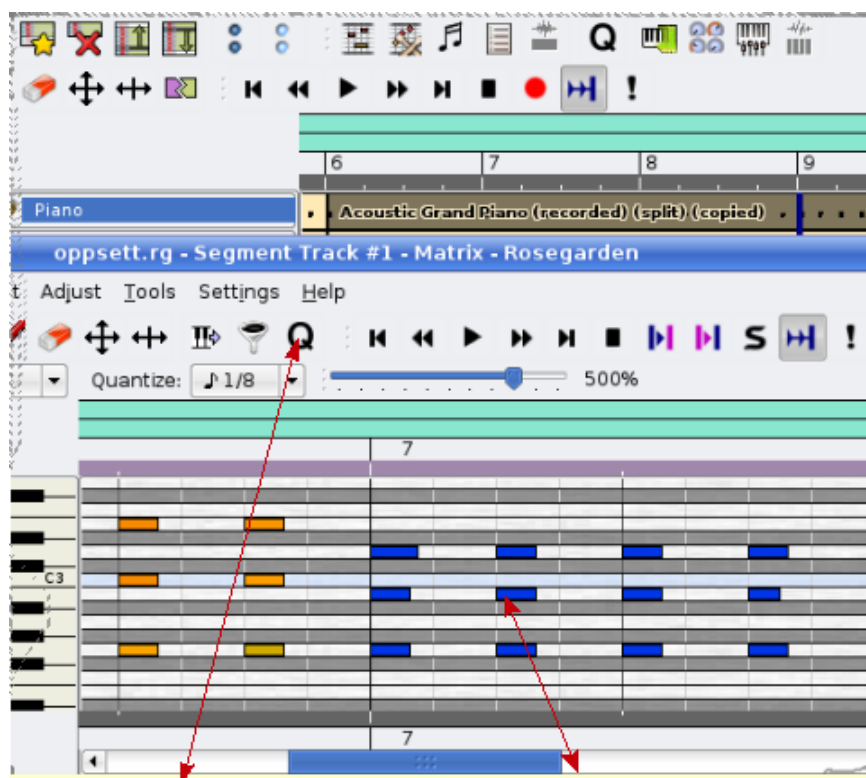 Q
!
6 7 8 9
Piano
Acoustic Grand Piano (recorded) (split) (copied)
oppsett.rg - Segment Track #1 - Matrix - Rosegarden
t Adjust Tools Settings Help
Q S !
Quantize: 1/8 500%
7
C3
7